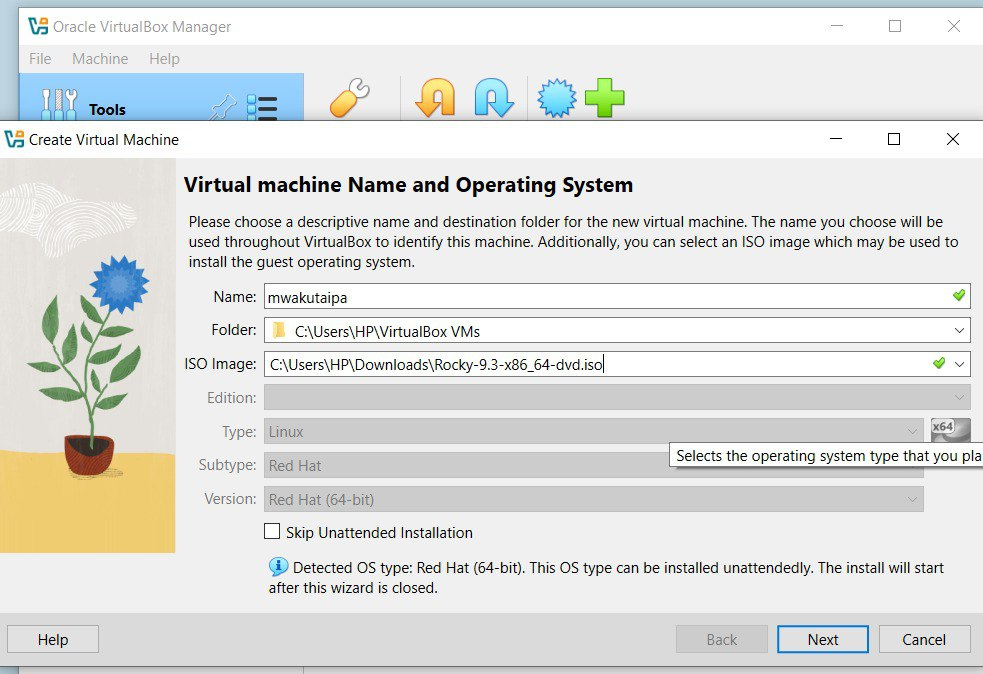 Oracle VirtualBox Manager
File Machine Help
Tools
Create Virtual Machine
Virtual machine Name and Operating System
Please choose a descriptive name and destination folder for the new virtual machine. The name you choose will be
used throughout VirtualBox to identify this machine. Additionally, you can select an ISO image which may be used to
install the guest operating system.
Name: mwakutaipa
Folder: C:\Users\HP\VirtualBox VMs
ISO Image: C:\Users\HP\Downloads\Rocky-9.3-x86_64-dvd.iso
Edition:
Type: Linux x64
Selects the operating system type that you pla
Subtype: Red Hat
Version: Red Hat (64-bit)
Skip Unattended Installation
Detected OS type: Red Hat (64-bit). This OS type can be installed unattendedly. The install will start
after this wizard is closed.
Help Back Next Cancel